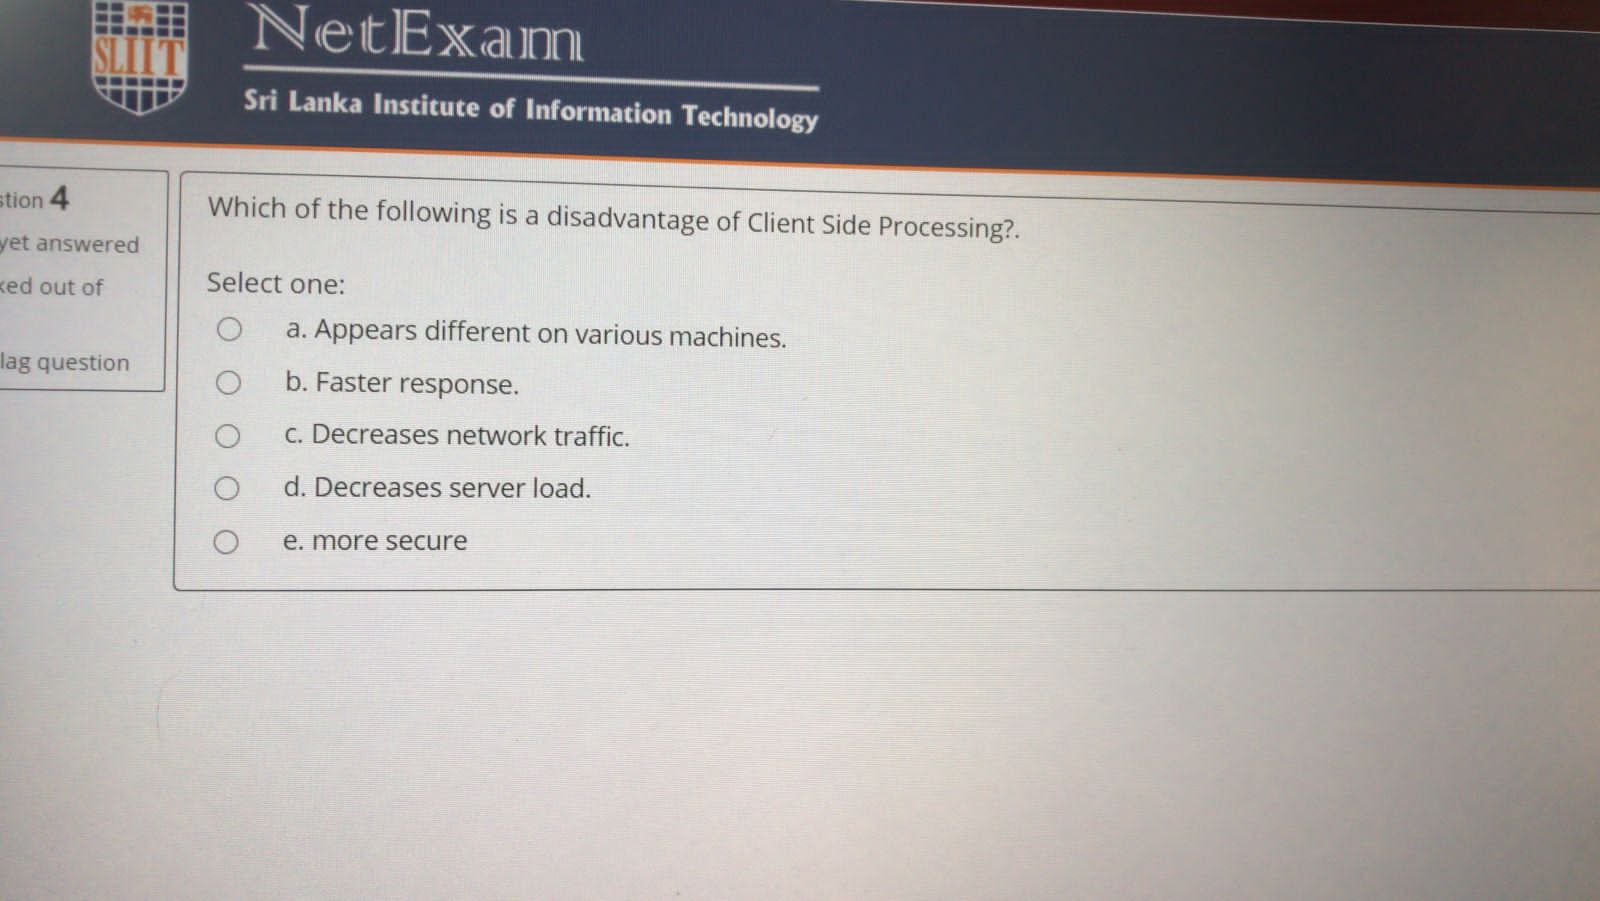 SLIIT
NetExam
Sri Lanka Institute of Information Technology
stion 4
yet answered
ked out of
lag question
Which of the following is a disadvantage of Client Side Processing?.
Select one:
a. Appears different on various machines.
b. Faster response.
c. Decreases network traffic.
d. Decreases server load.
e. more secure